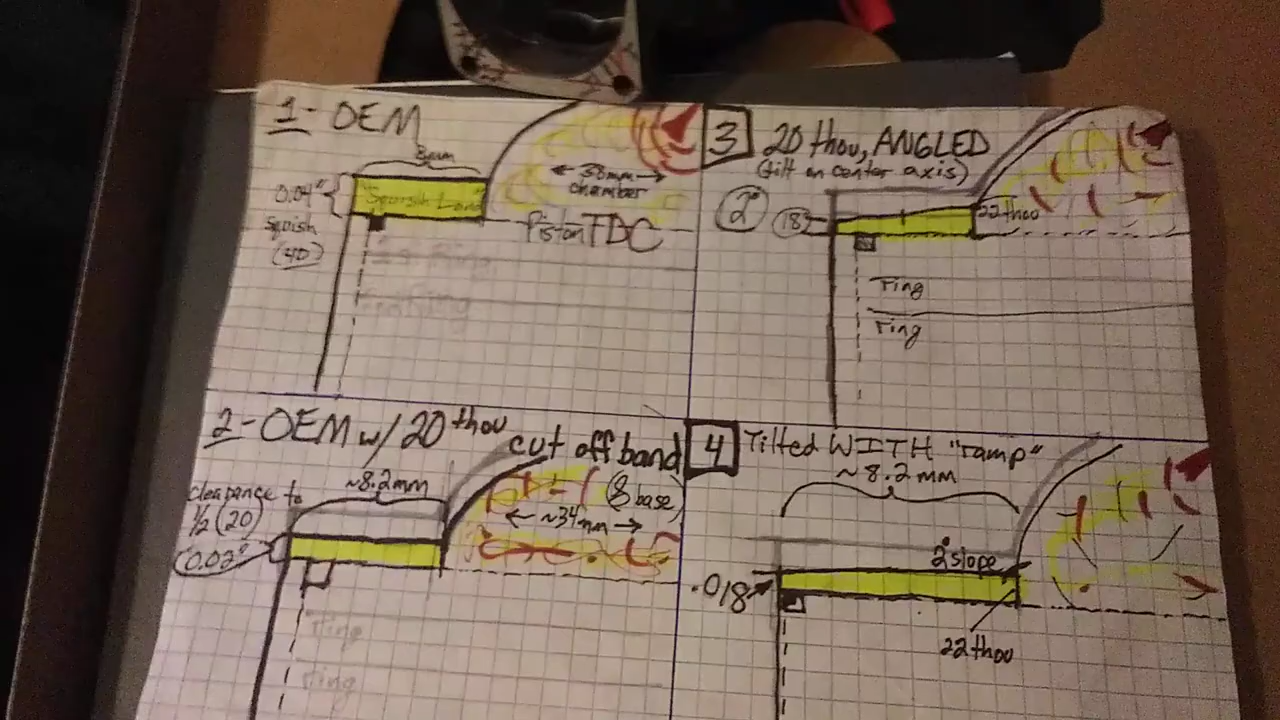 1- OEM
8mm
0.04"
squish
(40)
"Squish Land"
38mm
chamber
Piston TDC
3 20 thou, ANGLED
(tilt on center axis)
2°
18
22 thou
ring
ring
2- OEM w/ 20 thou
cut off band
(& base)
clearance to
1/2 (20)
0.02"
~8.2mm
~34mm
ring
ring
4 Tilted WITH "ramp"
~8.2mm
2° slope
.018
22 thou